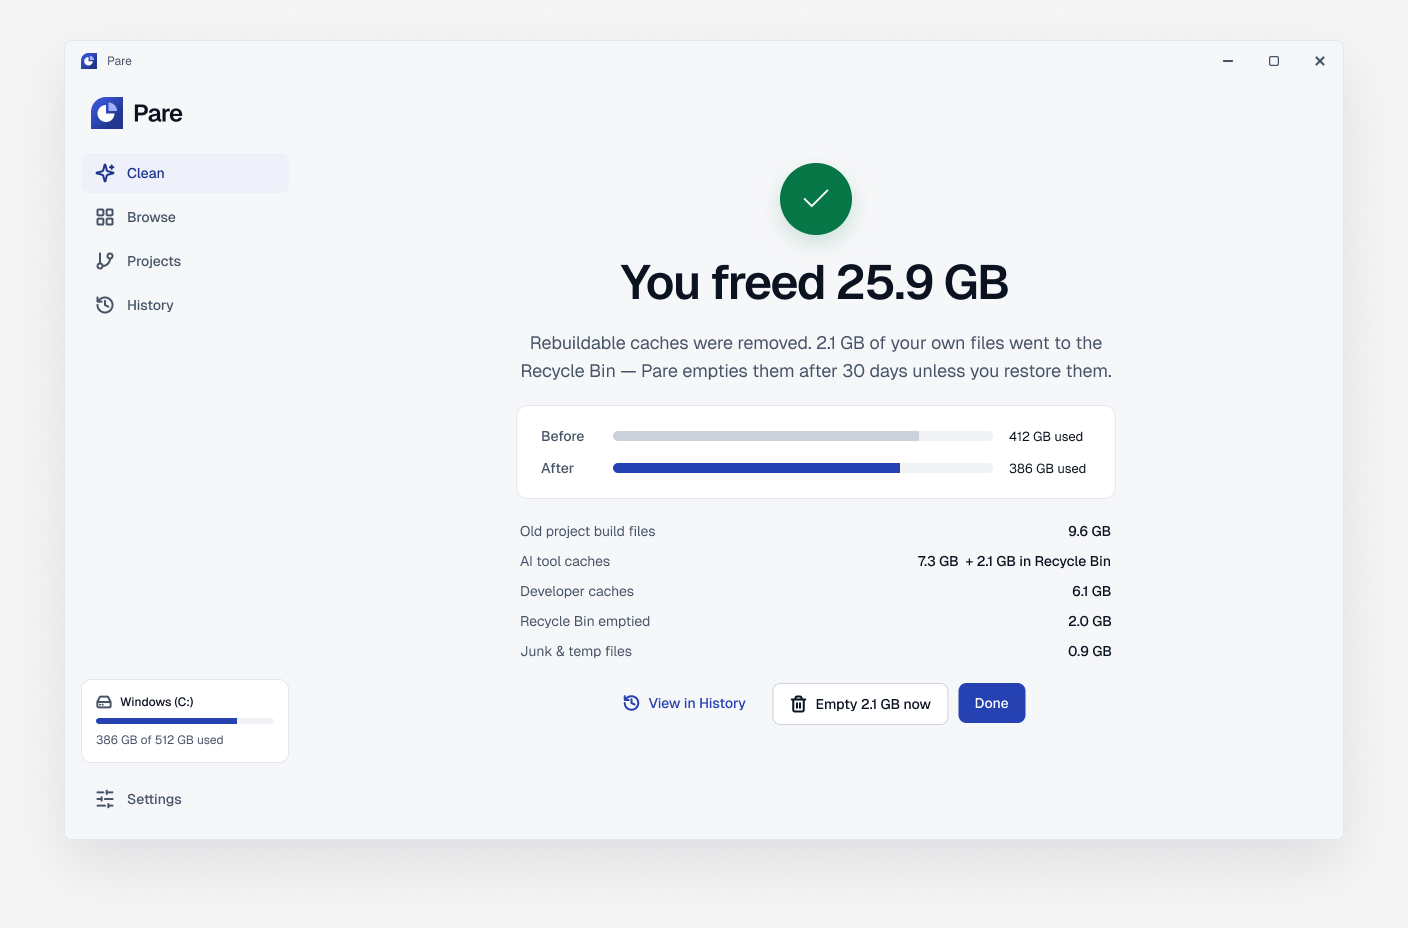 Pare
Pare
Clean
Browse
Projects
History
Windows (C:)
386 GB of 512 GB used
Settings
You freed 25.9 GB
Rebuildable caches were removed. 2.1 GB of your own files went to the
Recycle Bin — Pare empties them after 30 days unless you restore them.
Before 412 GB used
After 386 GB used
Old project build files 9.6 GB
AI tool caches 7.3 GB + 2.1 GB in Recycle Bin
Developer caches 6.1 GB
Recycle Bin emptied 2.0 GB
Junk & temp files 0.9 GB
View in History Empty 2.1 GB now Done